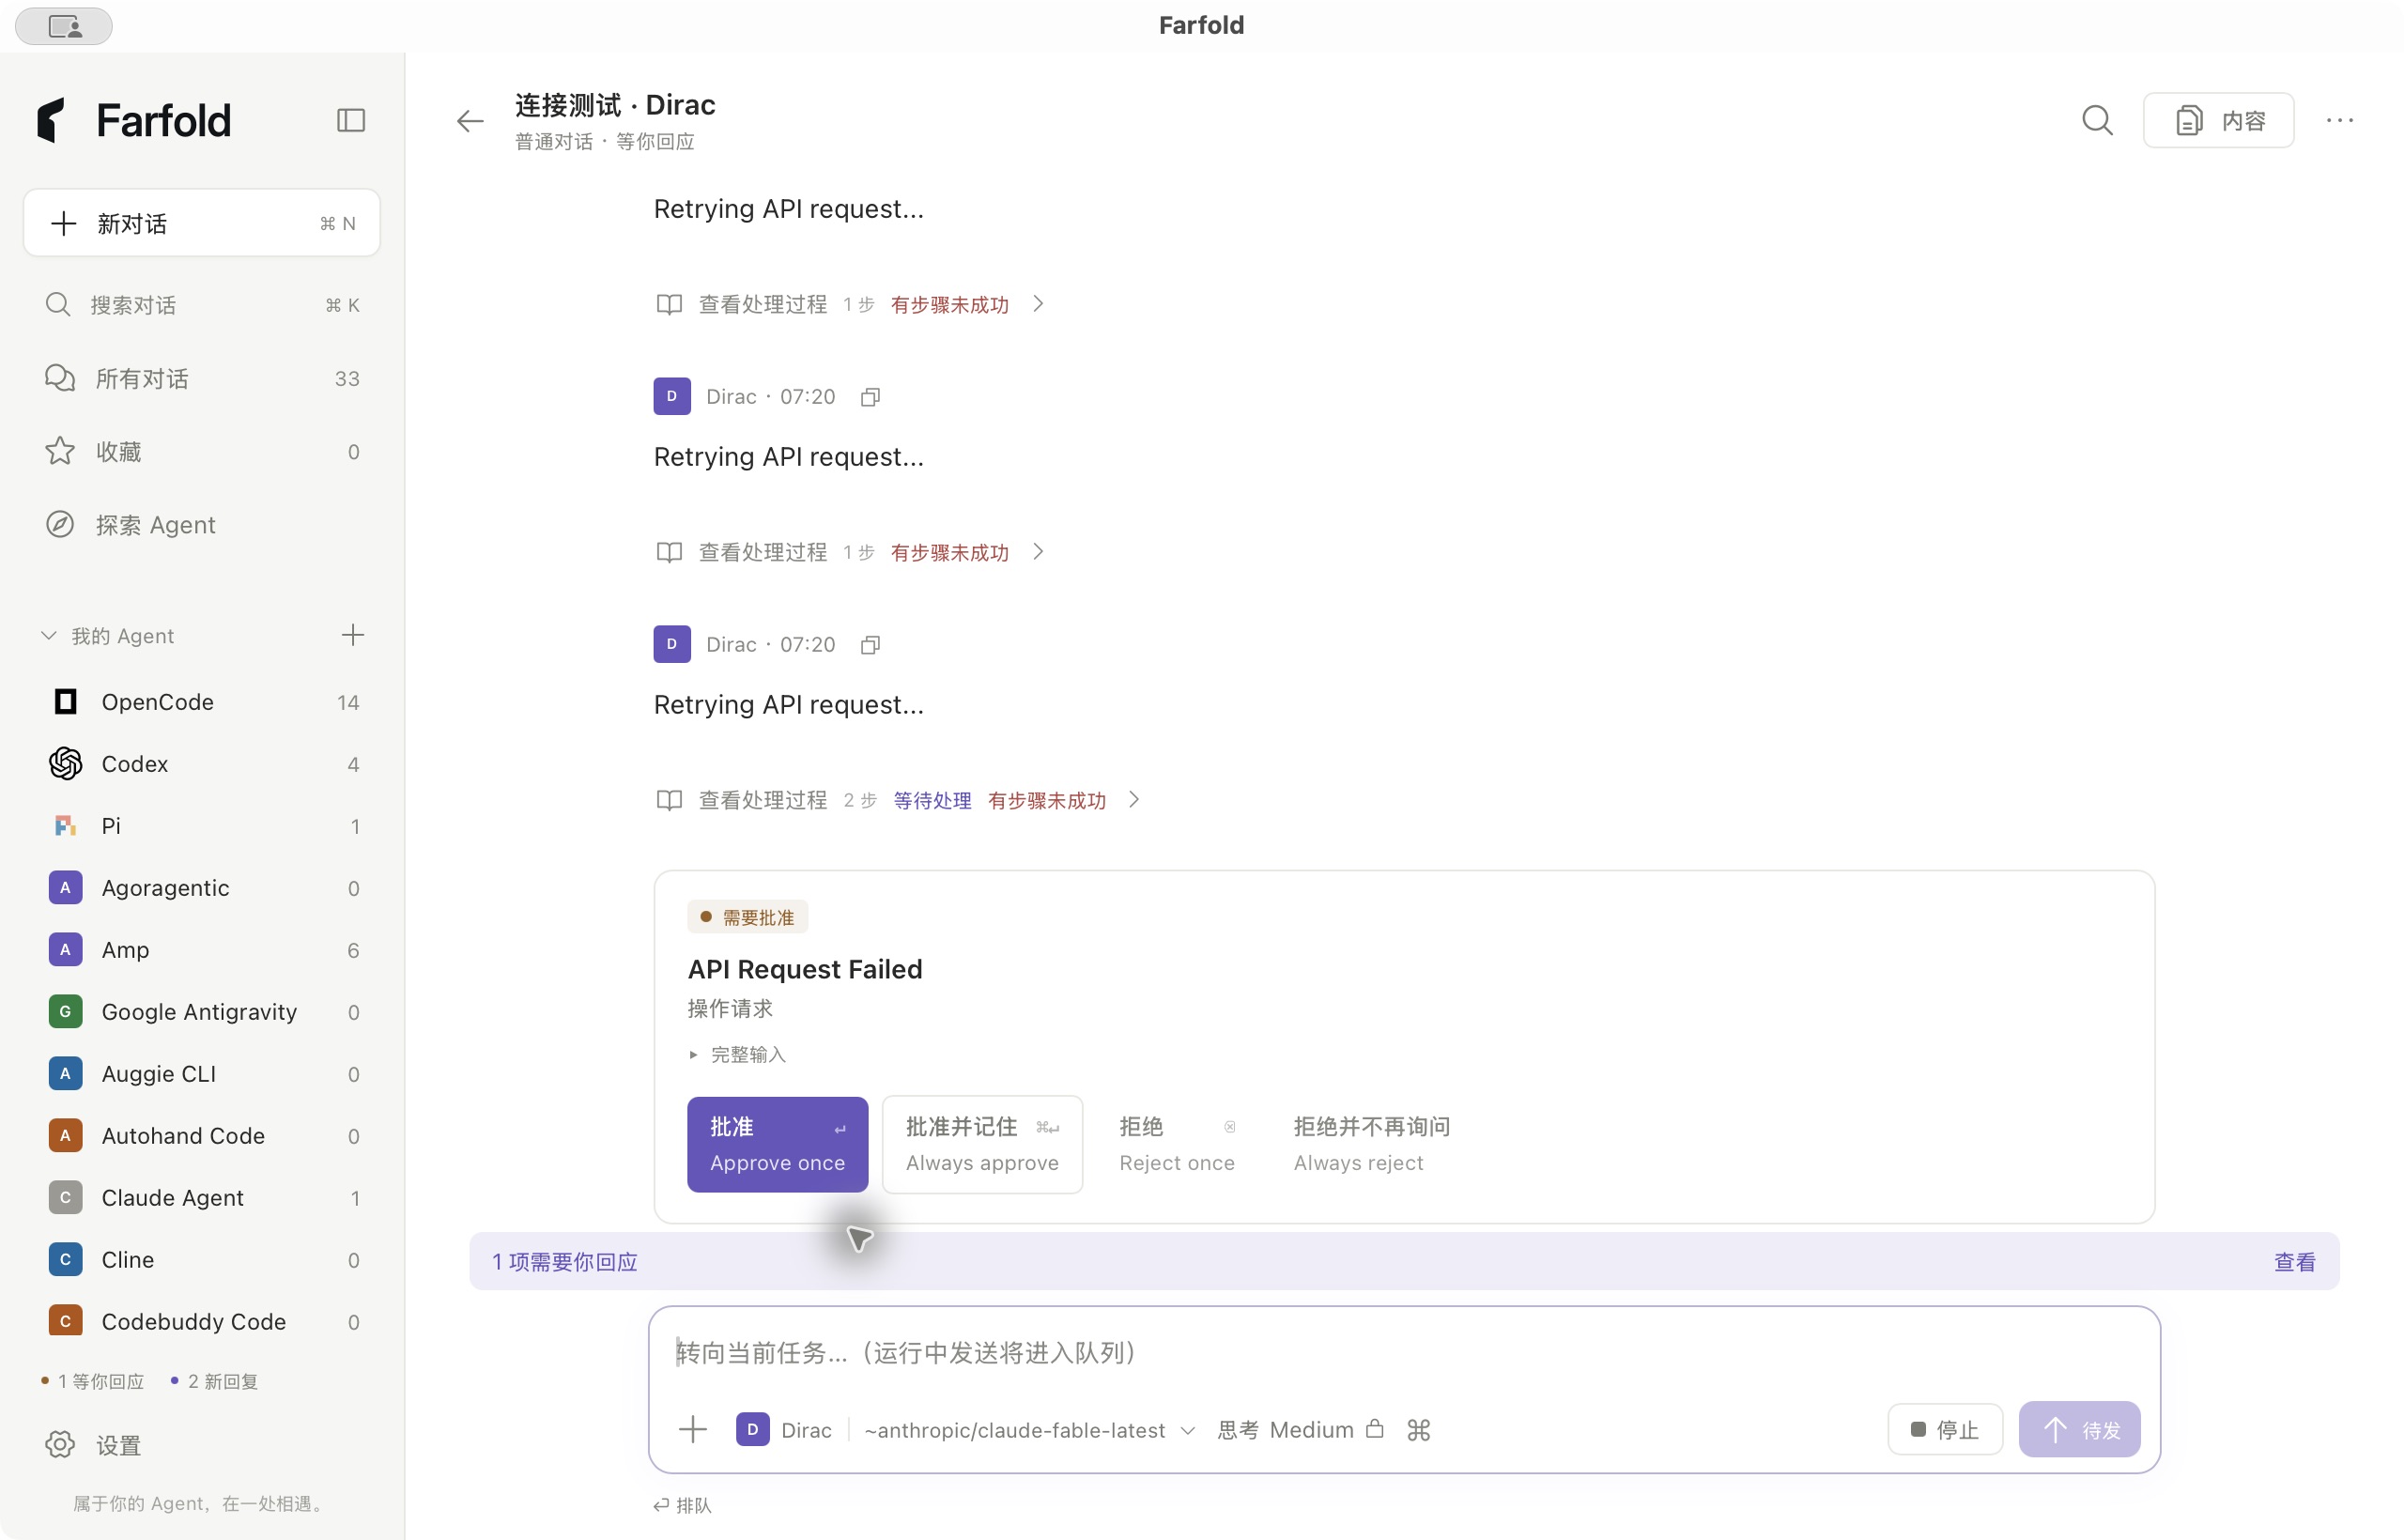 Farfold
Farfold
新对话 ⌘ N
搜索对话 ⌘ K
所有对话 33
收藏 0
探索 Agent
我的 Agent
OpenCode 14
Codex 4
Pi 1
A Agoragentic 0
A Amp 6
G Google Antigravity 0
A Auggie CLI 0
A Autohand Code 0
C Claude Agent 1
C Cline 0
C Codebuddy Code 0
1 等你回应 2 新回复
设置
属于你的 Agent，在一处相遇。
连接测试 · Dirac
普通对话 · 等你回应
内容
Retrying API request...
查看处理过程 1 步 有步骤未成功
D Dirac · 07:20
Retrying API request...
查看处理过程 1 步 有步骤未成功
D Dirac · 07:20
Retrying API request...
查看处理过程 2 步 等待处理 有步骤未成功
需要批准
API Request Failed
操作请求
完整输入
批准 ↵
Approve once
批准并记住 ⌘↵
Always approve
拒绝 ⌫
Reject once
拒绝并不再询问
Always reject
1 项需要你回应 查看
转向当前任务...（运行中发送将进入队列）
D Dirac ~anthropic/claude-fable-latest 思考 Medium ⌘ 停止 待发
排队